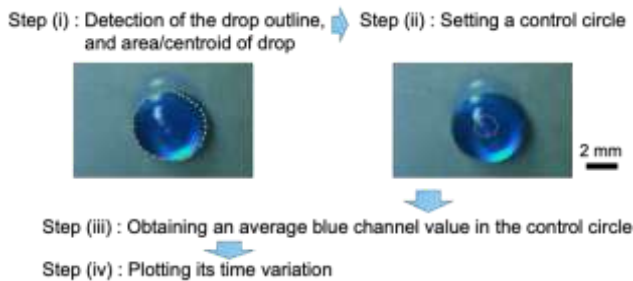 Step (i) : Detection of the drop outline,
and area/centroid of drop
Step (ii) : Setting a control circle
2 mm
Step (iii) : Obtaining an average blue channel value in the control circle
Step (iv) : Plotting its time variation